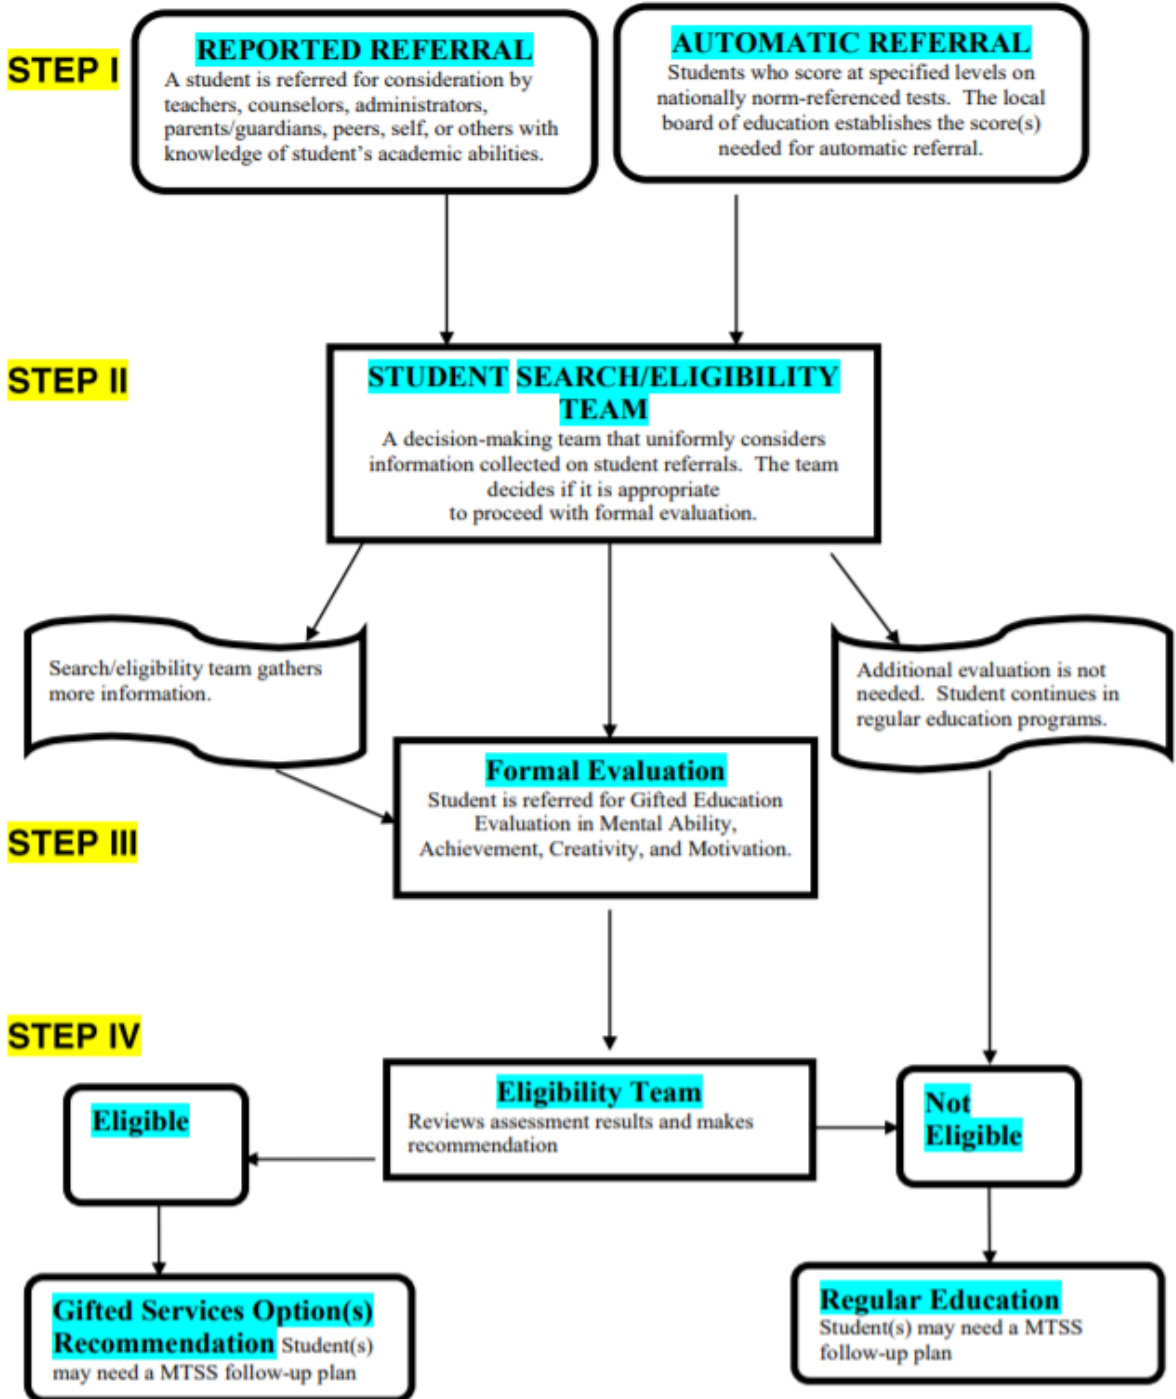 STEP I
REPORTED REFERRAL
A student is referred for consideration by
teachers, counselors, administrators,
parents/guardians, peers, self, or others with
knowledge of student's academic abilities.
AUTOMATIC REFERRAL
Students who score at specified levels on
nationally norm-referenced tests. The local
board of education establishes the score(s)
needed for automatic referral.
STEP II
STUDENT SEARCH/ELIGIBILITY
TEAM
A decision-making team that uniformly considers
information collected on student referrals. The team
decides if it is appropriate
to proceed with formal evaluation.
Search/eligibility team gathers
more information.
Additional evaluation is not
needed. Student continues in
regular education programs.
STEP III
Formal Evaluation
Student is referred for Gifted Education
Evaluation in Mental Ability,
Achievement, Creativity, and Motivation.
STEP IV
Eligible
Eligibility Team
Reviews assessment results and makes
recommendation
Not
Eligible
Gifted Services Option(s)
Recommendation Student(s)
may need a MTSS follow-up plan
Regular Education
Student(s) may need a MTSS
follow-up plan